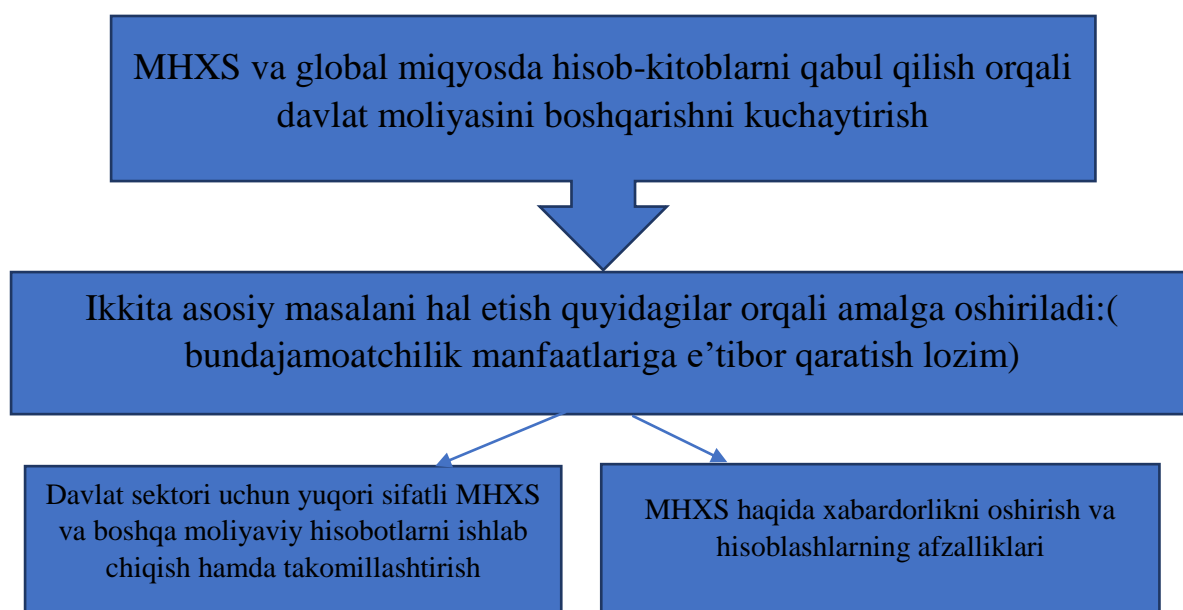 MHXS va global miqyosda hisob-kitoblarni qabul qilish orqali
davlat moliyasini boshqarishni kuchaytirish
Ikkita asosiy masalani hal etish quyidagilar orqali amalga oshiriladi:(
bundajamoatchilik manfaatlariga e’tibor qaratish lozim)
Davlat sektori uchun yuqori sifatli MHXS
va boshqa moliyaviy hisobotlarni ishlab
chiqish hamda takomillashtirish
MHXS haqida xabardorlikni oshirish va
hisoblashlarning afzalliklari